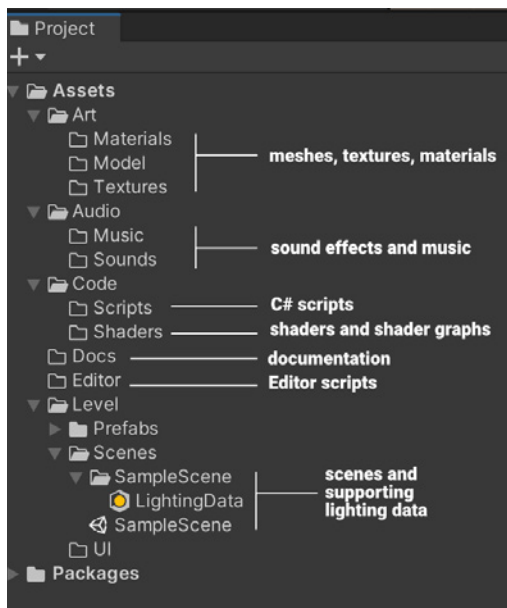 Project
Assets
Art
Materials
Model
Textures
meshes, textures, materials
Audio
Music
Sounds
sound effects and music
Code
Scripts
C# scripts
Shaders
shaders and shader graphs
Docs
documentation
Editor
Editor scripts
Level
Prefabs
Scenes
SampleScene
LightingData
SampleScene
scenes and
supporting
lighting data
UI
Packages